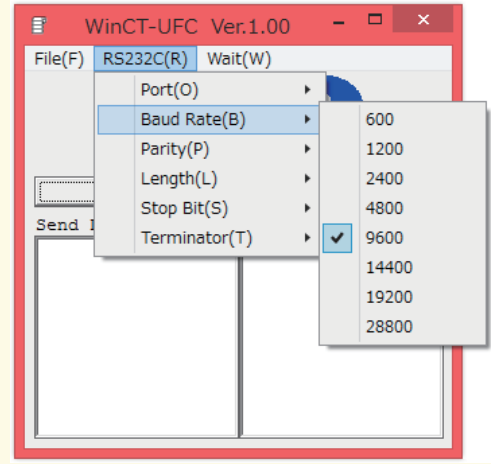 WinCT-UFC Ver.1.00
File(F) RS232C(R) Wait(W)
Port(O)
Baud Rate(B)
Parity(P)
Length(L)
Stop Bit(S)
Terminator(T)
600
1200
2400
4800
9600
14400
19200
28800
Send